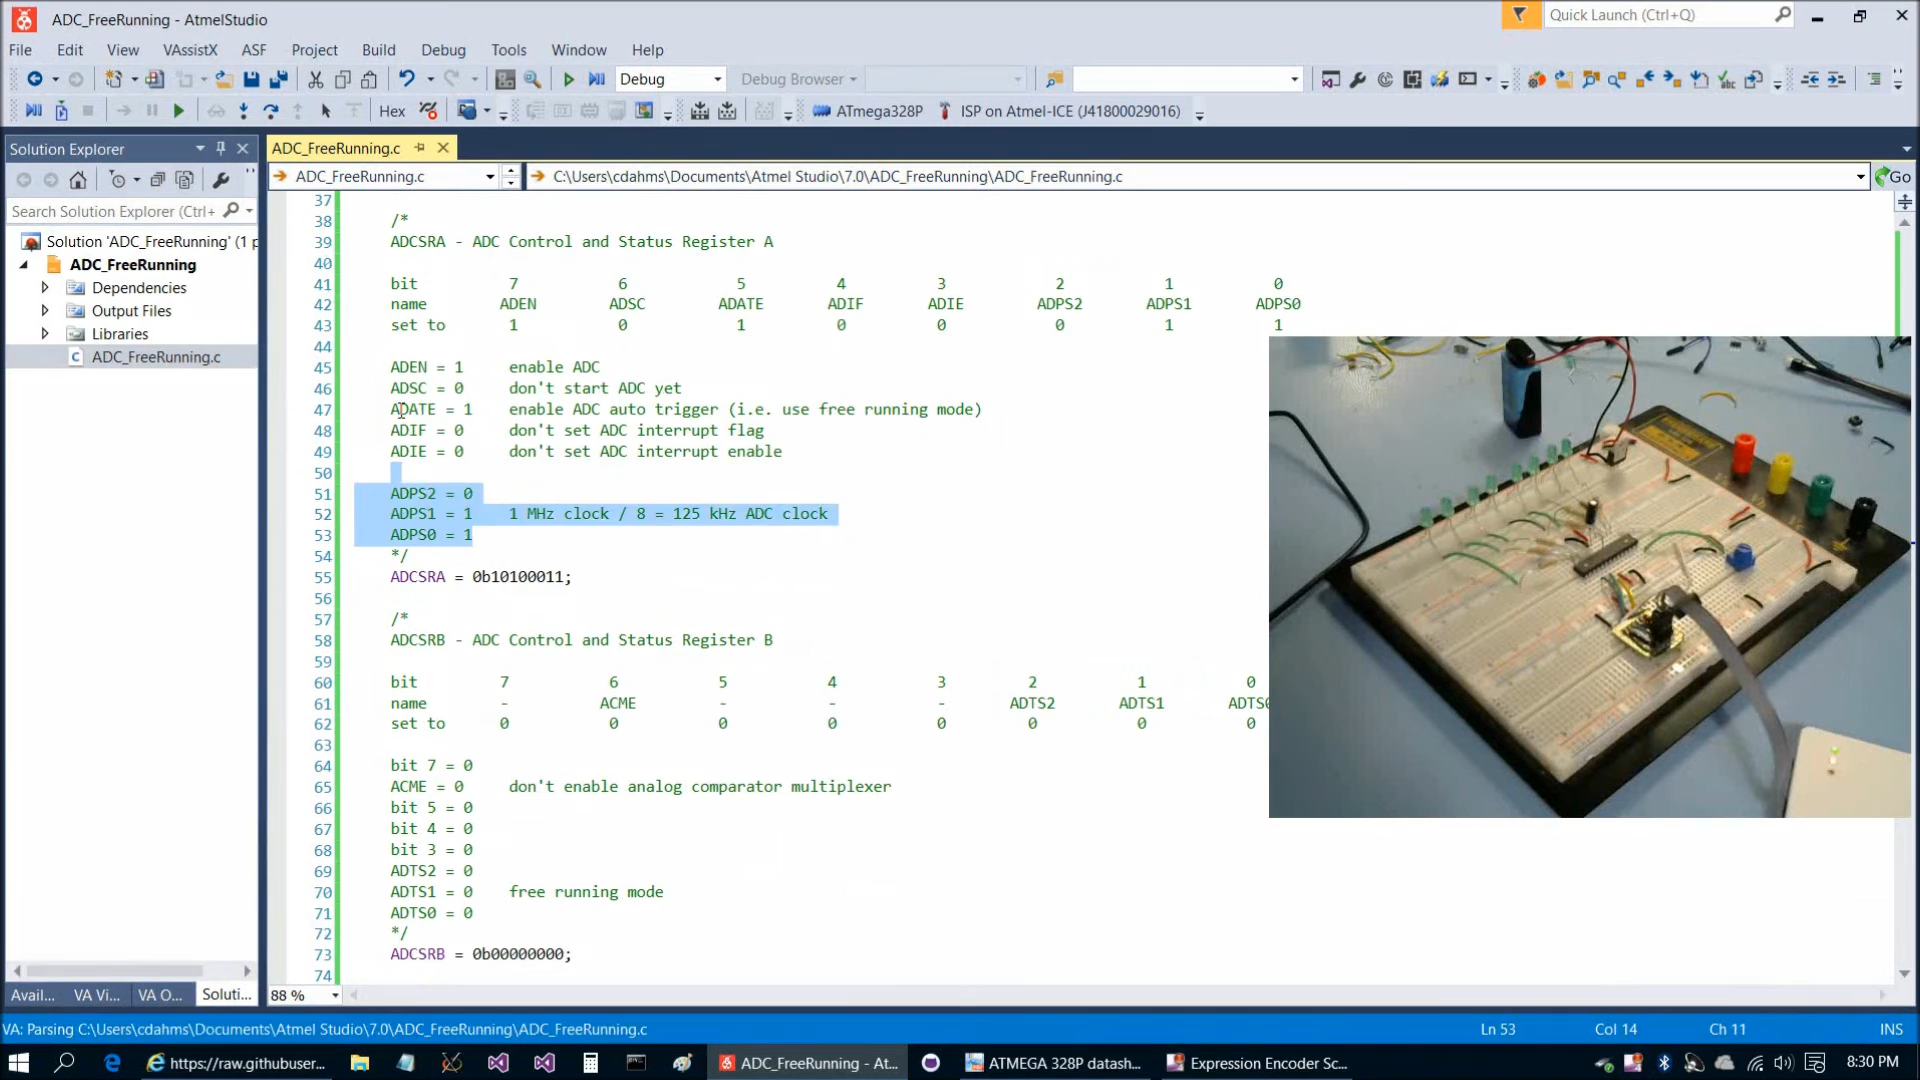 ADC_FreeRunning - AtmelStudio
Quick Launch (Ctrl+Q)
File Edit View VAssistX ASF Project Build Debug Tools Window Help
Debug Debug Browser
Hex ATmega328P ISP on Atmel-ICE (J41800029016)
Solution Explorer
Search Solution Explorer (Ctrl+
Solution 'ADC_FreeRunning' (1 p
ADC_FreeRunning
Dependencies
Output Files
Libraries
ADC_FreeRunning.c
Avail... VA Vi... VA O... Soluti...
ADC_FreeRunning.c
ADC_FreeRunning.c C:\Users\cdahms\Documents\Atmel Studio\7.0\ADC_FreeRunning\ADC_FreeRunning.c Go
37
38 /*
39 ADCSRA - ADC Control and Status Register A
40
41 bit 7 6 5 4 3 2 1 0
42 name ADEN ADSC ADATE ADIF ADIE ADPS2 ADPS1 ADPS0
43 set to 1 0 1 0 0 0 1 1
44
45 ADEN = 1 enable ADC
46 ADSC = 0 don't start ADC yet
47 ADATE = 1 enable ADC auto trigger (i.e. use free running mode)
48 ADIF = 0 don't set ADC interrupt flag
49 ADIE = 0 don't set ADC interrupt enable
50
51 ADPS2 = 0
52 ADPS1 = 1 1 MHz clock / 8 = 125 kHz ADC clock
53 ADPS0 = 1
54 */
55 ADCSRA = 0b10100011;
56
57 /*
58 ADCSRB - ADC Control and Status Register B
59
60 bit 7 6 5 4 3 2 1 0
61 name - ACME - - - ADTS2 ADTS1 ADTS0
62 set to 0 0 0 0 0 0 0 0
63
64 bit 7 = 0
65 ACME = 0 don't enable analog comparator multiplexer
66 bit 5 = 0
67 bit 4 = 0
68 bit 3 = 0
69 ADTS2 = 0
70 ADTS1 = 0 free running mode
71 ADTS0 = 0
72 */
73 ADCSRB = 0b00000000;
74
88 %
VA: Parsing C:\Users\cdahms\Documents\Atmel Studio\7.0\ADC_FreeRunning\ADC_FreeRunning.c Ln 53 Col 14 Ch 11 INS
https://raw.githubuser... ADC_FreeRunning - At... ATMEGA 328P datash... Expression Encoder Sc... 8:30 PM